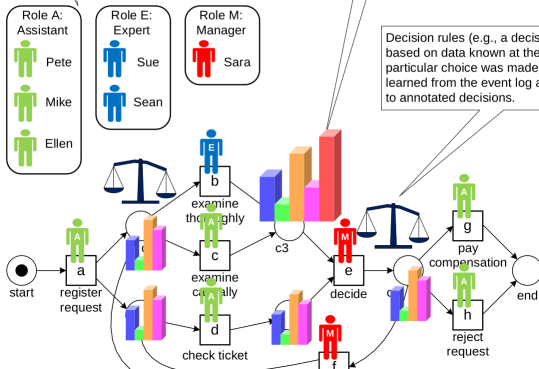 Role A:
Assistant
Pete
Mike
Ellen
Role E:
Expert
Sue
Sean
Role M:
Manager
Sara
Decision rules (e.g., a decis
based on data known at the
particular choice was made
learned from the event log a
to annotated decisions.
E
b
examine
thoroughly
A
a
register
request
start
A
c
examine
casually
A
d
check ticket
c3
M
e
decide
A
g
pay
compensation
end
A
h
reject
request
M
f